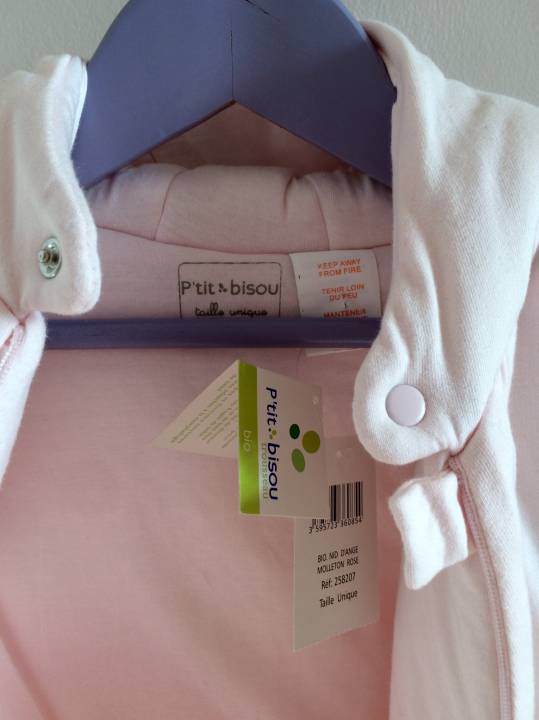 P'tit bisou
taille unique
KEEP AWAY
FROM FIRE
TENIR LOIN
DU FEU
P'tit bisou
trousseau
bio
3 595723 360854
BIO NID D'ANGE
MOLLETON ROSE
Réf: 258207
Taille Unique